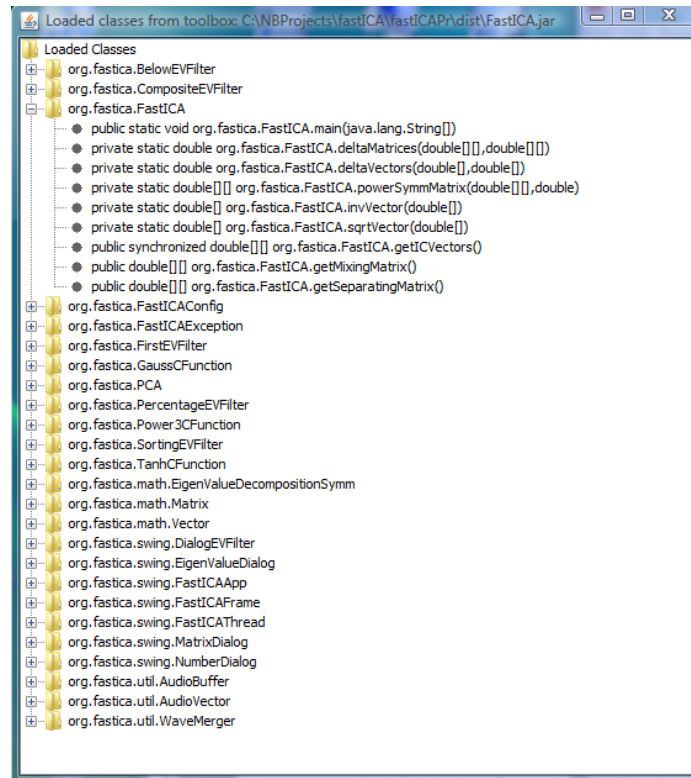 Loaded classes from toolbox: C:\NBProjects\fastICA\fastICAPr\dist\FastICA.jar
Loaded Classes
org.fastica.BelowEVFilter
org.fastica.CompositeEVFilter
org.fastica.FastICA
public static void org.fastica.FastICA.main(java.lang.String[])
private static double org.fastica.FastICA.deltaMatrices(double[][],double[][])
private static double org.fastica.FastICA.deltaVectors(double[],double[])
private static double[][] org.fastica.FastICA.powerSymmMatrix(double[][],double)
private static double[] org.fastica.FastICA.invVector(double[])
private static double[] org.fastica.FastICA.sqrtVector(double[])
public synchronized double[][] org.fastica.FastICA.getICVectors()
public double[][] org.fastica.FastICA.getMixingMatrix()
public double[][] org.fastica.FastICA.getSeparatingMatrix()
org.fastica.FastICAConfig
org.fastica.FastICAException
org.fastica.FirstEVFilter
org.fastica.GaussCFunction
org.fastica.PCA
org.fastica.PercentageEVFilter
org.fastica.Power3CFunction
org.fastica.SortingEVFilter
org.fastica.TanhCFunction
org.fastica.math.EigenValueDecompositionSymm
org.fastica.math.Matrix
org.fastica.math.Vector
org.fastica.swing.DialogEVFilter
org.fastica.swing.EigenValueDialog
org.fastica.swing.FastICAApp
org.fastica.swing.FastICAFrame
org.fastica.swing.FastICAThread
org.fastica.swing.MatrixDialog
org.fastica.swing.NumberDialog
org.fastica.util.AudioBuffer
org.fastica.util.AudioVector
org.fastica.util.WaveMerger